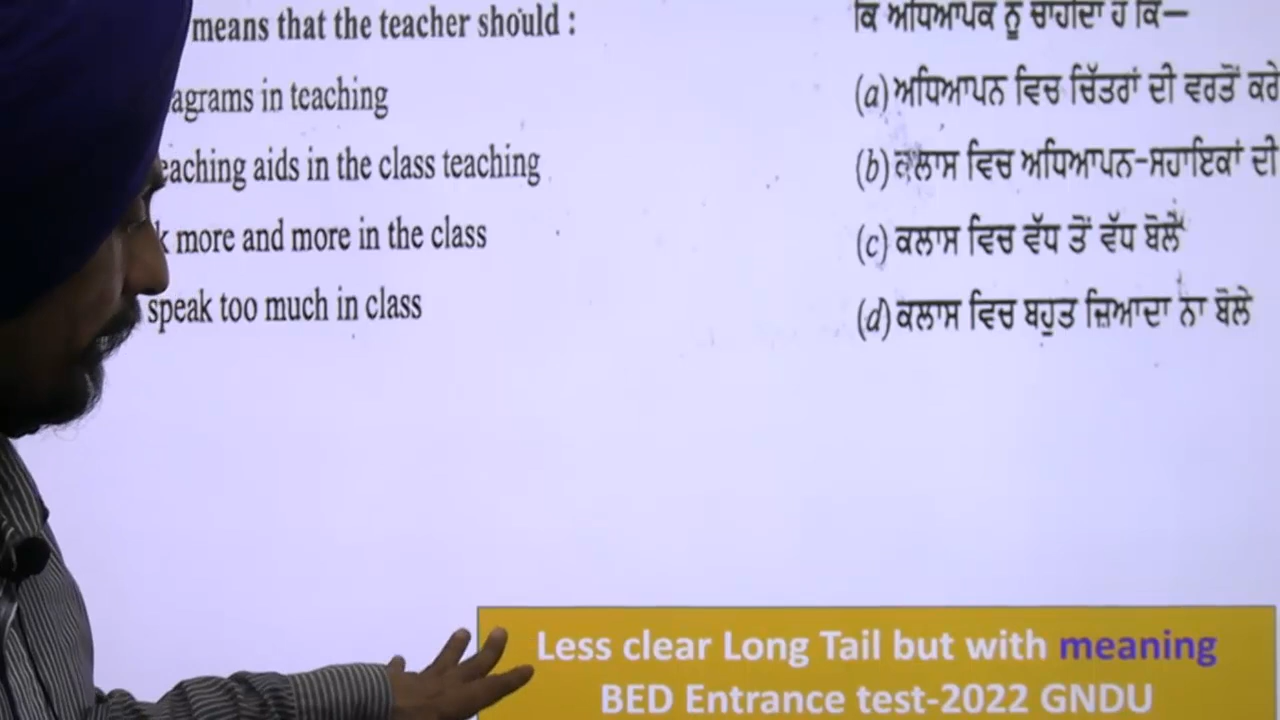 means that the teacher should :
agrams in teaching
eaching aids in the class teaching
k more and more in the class
speak too much in class
ਕਿ ਅਧਿਆਪਕ ਨੂੰ ਚਾਹੀਦਾ ਹੈ ਕਿ—
(a) ਅਧਿਆਪਨ ਵਿਚ ਚਿੱਤਰਾਂ ਦੀ ਵਰਤੋਂ ਕਰੇ
(b) ਕਲਾਸ ਵਿਚ ਅਧਿਆਪਨ-ਸਹਾਇਕਾਂ ਦੀ
(c) ਕਲਾਸ ਵਿਚ ਵੱਧ ਤੋਂ ਵੱਧ ਬੋਲੇ
(d) ਕਲਾਸ ਵਿਚ ਬਹੁਤ ਜ਼ਿਆਦਾ ਨਾ ਬੋਲੇ
Less clear Long Tail but with meaning
BED Entrance test-2022 GNDU